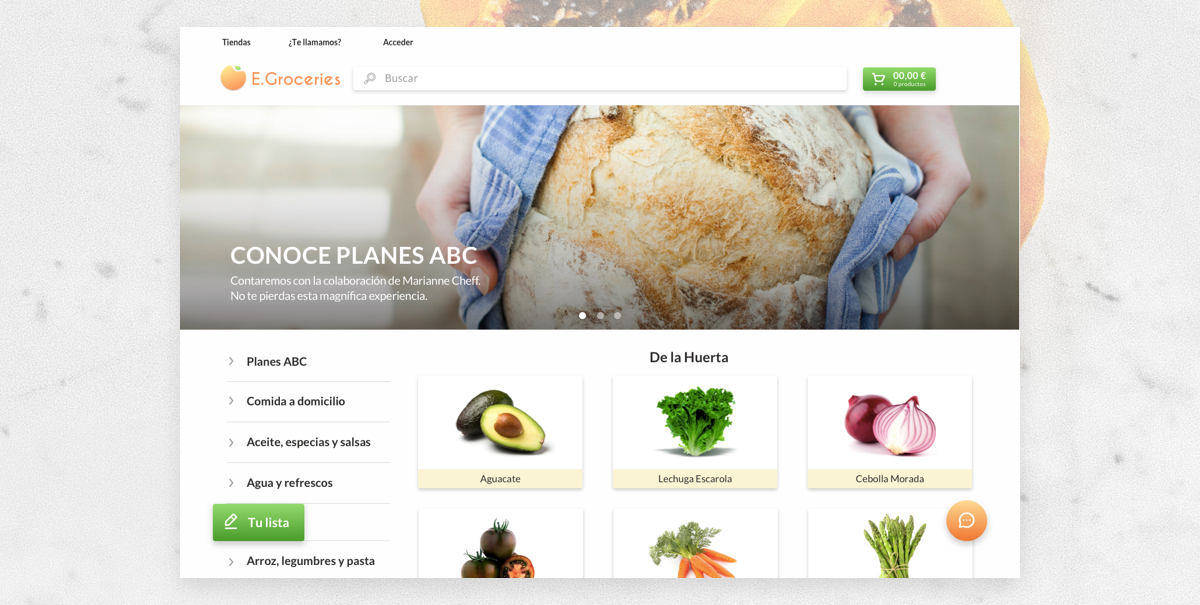 Tiendas
¿Te llamamos?
Acceder
E.Groceries
Buscar
00,00 €
0 productos
CONOCE PLANES ABC
Contaremos con la colaboración de Marianne Cheff.
No te pierdas esta magnífica experiencia.
Planes ABC
Comida a domicilio
Aceite, especias y salsas
Agua y refrescos
Tu lista
Arroz, legumbres y pasta
De la Huerta
Aguacate
Lechuga Escarola
Cebolla Morada